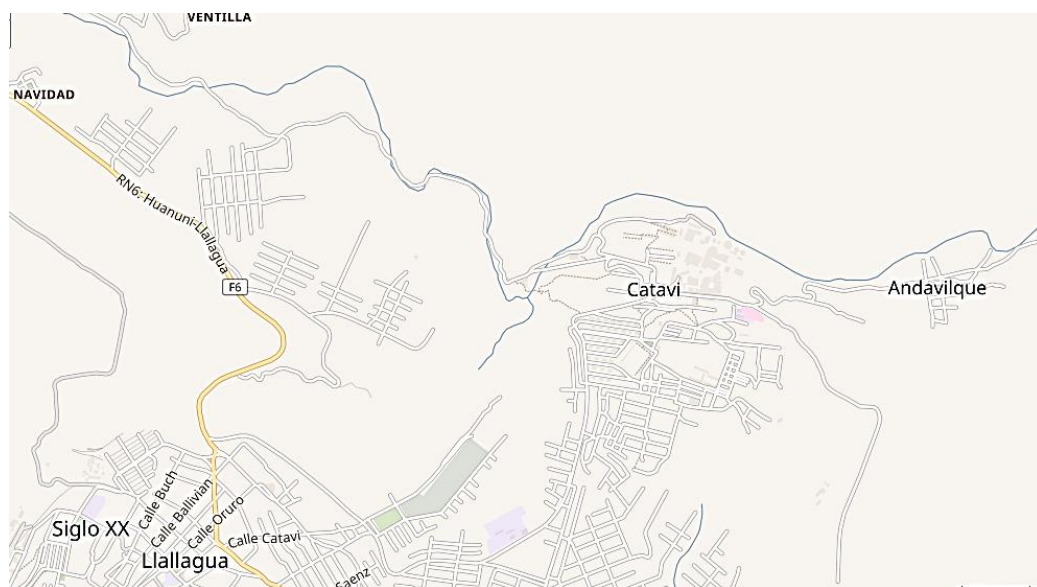 VENTILLA
NAVIDAD
RN6: Huanuni-Llallagua
F6
Catavi
Andavilque
Calle Buch
Calle Ballivian
Calle Oruro
Calle Catavi
Siglo XX
Llallagua
Saenz